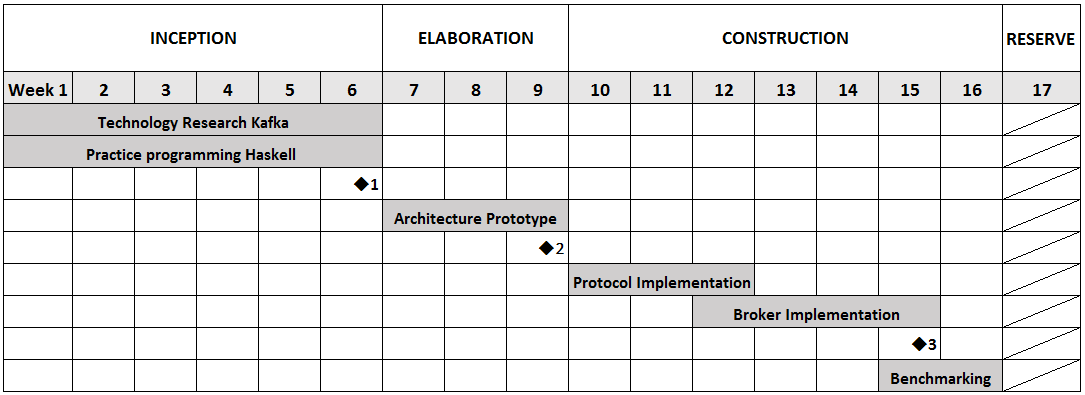 INCEPTION ELABORATION CONSTRUCTION RESERVE
Week 1 2 3 4 5 6 7 8 9 10 11 12 13 14 15 16 17
Technology Research Kafka
Practice programming Haskell
◆1
Architecture Prototype
◆2
Protocol Implementation
Broker Implementation
◆3
Benchmarking